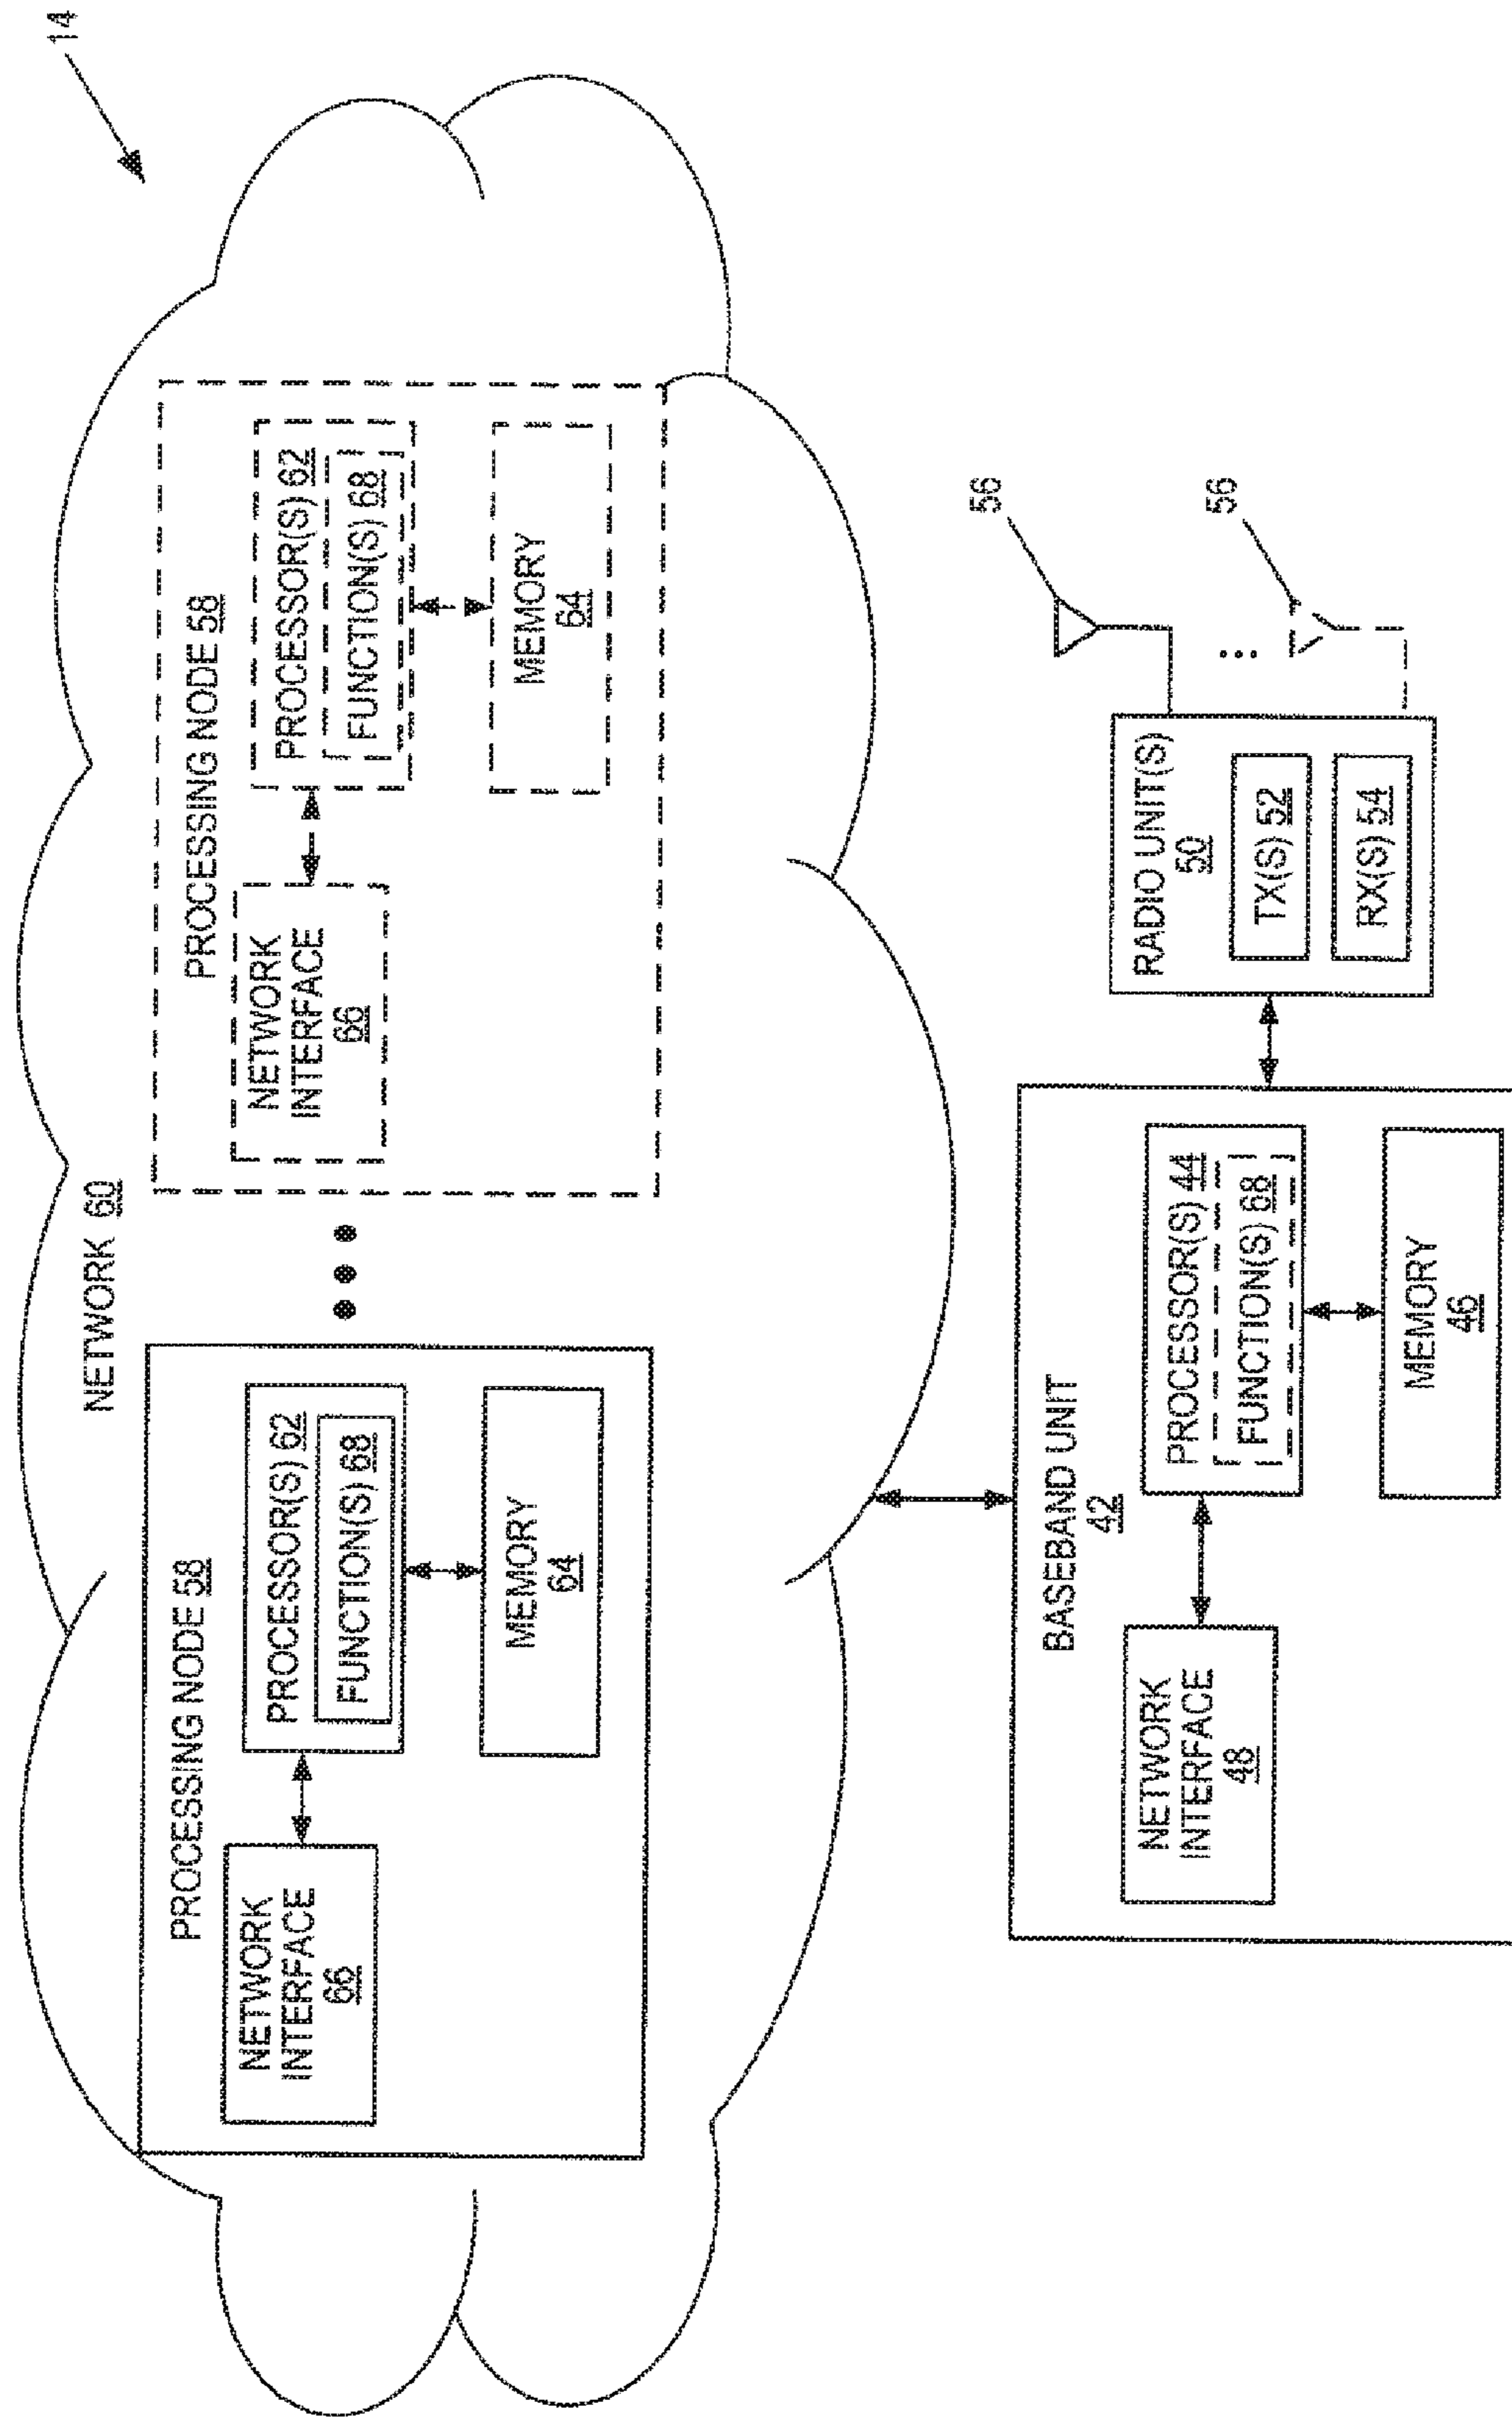 14
NETWORK 60
PROCESSING NODE 58
NETWORK
INTERFACE
66
PROCESSOR(S) 62
FUNCTION(S) 68
MEMORY
64
PROCESSING NODE 58
NETWORK
INTERFACE
66
PROCESSOR(S) 62
FUNCTION(S) 68
MEMORY
64
BASEBAND UNIT
42
NETWORK
INTERFACE
48
PROCESSOR(S) 44
FUNCTION(S) 68
MEMORY
46
RADIO UNIT(S)
50
TX(S) 52
RX(S) 54
56
56